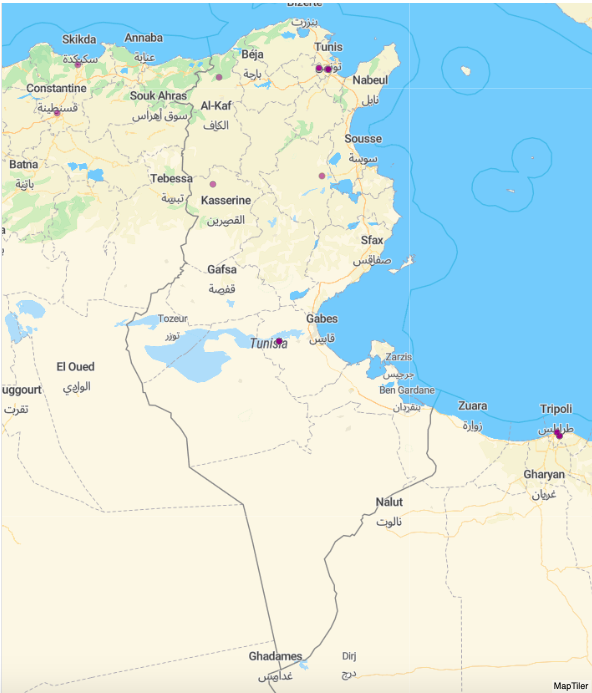 Bizerte
بنزرت
Skikda
سكيكدة
Annaba
عنابة
Tunis
تونس
Béja
باجة
Nabeul
نابل
Constantine
قسنطينة
Souk Ahras
سوق أهراس
Al-Kaf
الكاف
Sousse
سوسة
Batna
باتنة
Tebessa
تبسة
Kasserine
القصرين
Sfax
صفاقس
Gafsa
قفصة
Tozeur
توزر
Gabes
قابس
Tunisia
Zarzis
جرجيس
El Oued
الوادي
Ben Gardane
بنقردان
uggourt
تقرت
Zuara
زوارة
Tripoli
طرابلس
Gharyan
غريان
Nalut
نالوت
Ghadames
غدامس
Dirj
درج
MapTiler